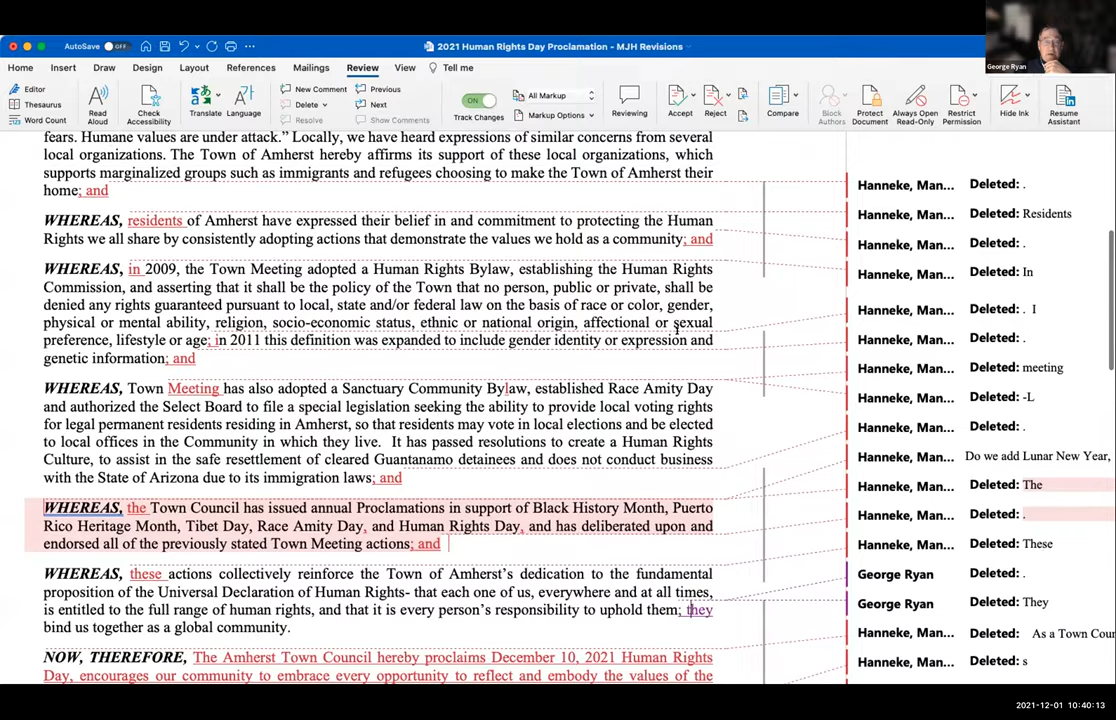 AutoSave OFF
2021 Human Rights Day Proclamation - MJH Revisions
George Ryan
Home Insert Draw Design Layout References Mailings Review View Tell me
Editor
Thesaurus
Word Count
Read Aloud
Check Accessibility
Translate
Language
New Comment
Delete
Resolve
Previous
Next
Show Comments
ON
Track Changes
All Markup
Markup Options
Reviewing
Accept
Reject
Compare
Block Authors
Protect Document
Always Open Read-Only
Restrict Permission
Hide Ink
Resume Assistant
fears. Humane values are under attack.” Locally, we have heard expressions of similar concerns from several
local organizations. The Town of Amherst hereby affirms its support of these local organizations, which
supports marginalized groups such as immigrants and refugees choosing to make the Town of Amherst their
home; and
WHEREAS, residents of Amherst have expressed their belief in and commitment to protecting the Human
Rights we all share by consistently adopting actions that demonstrate the values we hold as a community; and
WHEREAS, in 2009, the Town Meeting adopted a Human Rights Bylaw, establishing the Human Rights
Commission, and asserting that it shall be the policy of the Town that no person, public or private, shall be
denied any rights guaranteed pursuant to local, state and/or federal law on the basis of race or color, gender,
physical or mental ability, religion, socio-economic status, ethnic or national origin, affectional or sexual
preference, lifestyle or age; in 2011 this definition was expanded to include gender identity or expression and
genetic information; and
WHEREAS, Town Meeting has also adopted a Sanctuary Community Bylaw, established Race Amity Day
and authorized the Select Board to file a special legislation seeking the ability to provide local voting rights
for legal permanent residents residing in Amherst, so that residents may vote in local elections and be elected
to local offices in the Community in which they live. It has passed resolutions to create a Human Rights
Culture, to assist in the safe resettlement of cleared Guantanamo detainees and does not conduct business
with the State of Arizona due to its immigration laws; and
WHEREAS, the Town Council has issued annual Proclamations in support of Black History Month, Puerto
Rico Heritage Month, Tibet Day, Race Amity Day, and Human Rights Day, and has deliberated upon and
endorsed all of the previously stated Town Meeting actions; and
WHEREAS, these actions collectively reinforce the Town of Amherst’s dedication to the fundamental
proposition of the Universal Declaration of Human Rights- that each one of us, everywhere and at all times,
is entitled to the full range of human rights, and that it is every person’s responsibility to uphold them; they
bind us together as a global community.
NOW, THEREFORE, The Amherst Town Council hereby proclaims December 10, 2021 Human Rights
Day, encourages our community to embrace every opportunity to reflect and embody the values of the
Hanneke, Man... Deleted: .
Hanneke, Man... Deleted: Residents
Hanneke, Man... Deleted: .
Hanneke, Man... Deleted: In
Hanneke, Man... Deleted: . I
Hanneke, Man... Deleted: .
Hanneke, Man... Deleted: meeting
Hanneke, Man... Deleted: -L
Hanneke, Man... Deleted: .
Hanneke, Man... Do we add Lunar New Year,
Hanneke, Man... Deleted: The
Hanneke, Man... Deleted: .
Hanneke, Man... Deleted: These
George Ryan Deleted: .
George Ryan Deleted: They
Hanneke, Man... Deleted: As a Town Cour
Hanneke, Man... Deleted: s
2021-12-01 10:40:13